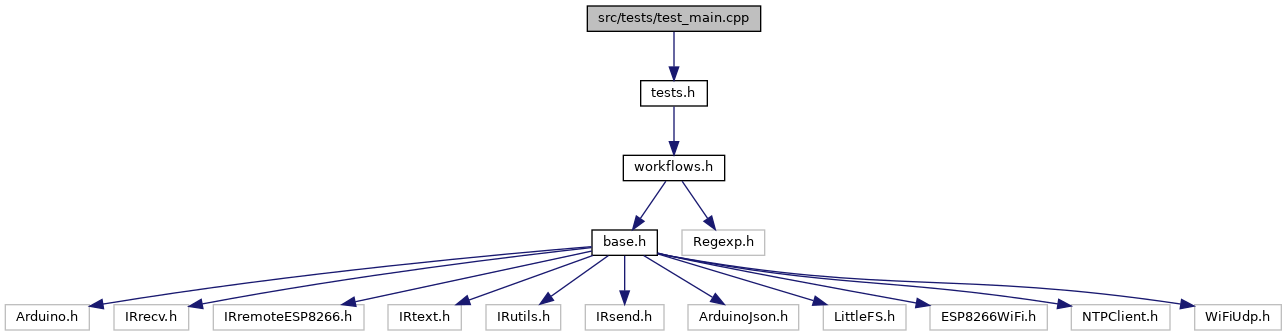 src/tests/test_main.cpp
tests.h
workflows.h
base.h
Regexp.h
Arduino.h
IRrecv.h
IRremoteESP8266.h
IRtext.h
IRutils.h
IRsend.h
ArduinoJson.h
LittleFS.h
ESP8266WiFi.h
NTPClient.h
WiFiUdp.h